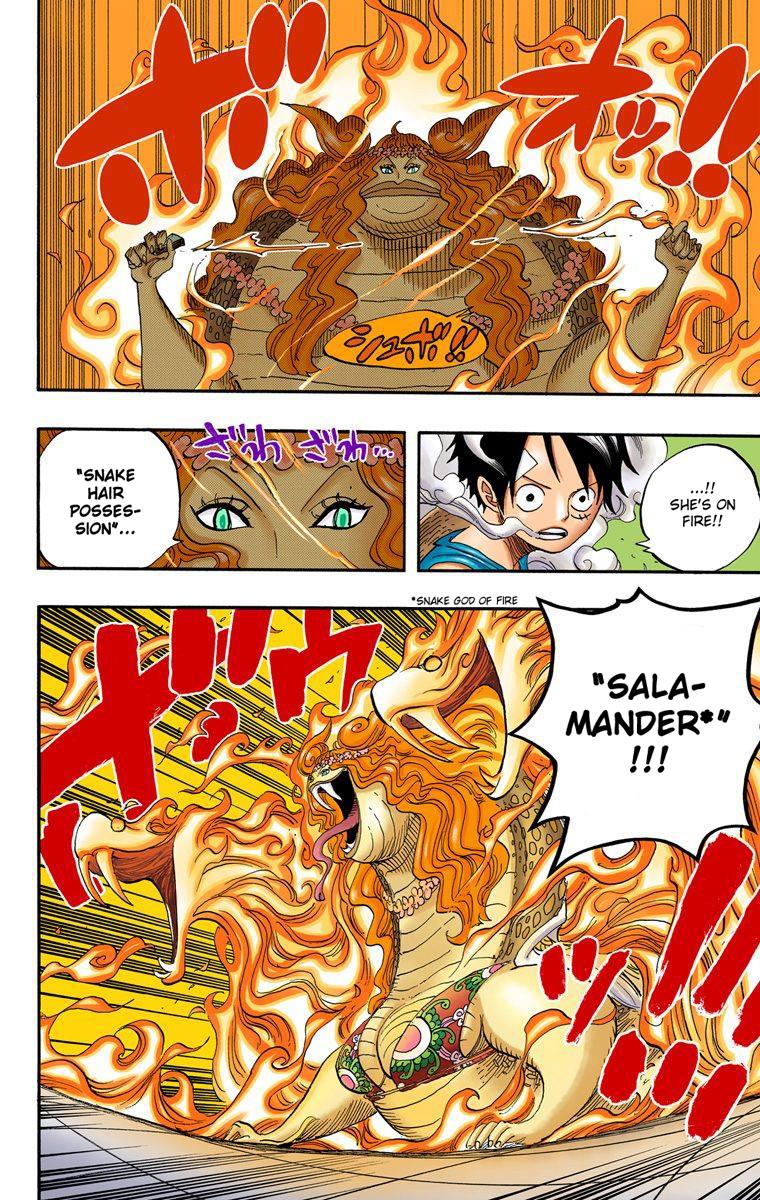 ボオッ!!
シュボ!!
...!!
SHE'S ON
FIRE!!
ざわ ざわ...
"SNAKE
HAIR
POSSES-
SION"...
*SNAKE GOD OF FIRE
"SALA-
MANDER*"
!!!
ボウッ!!!